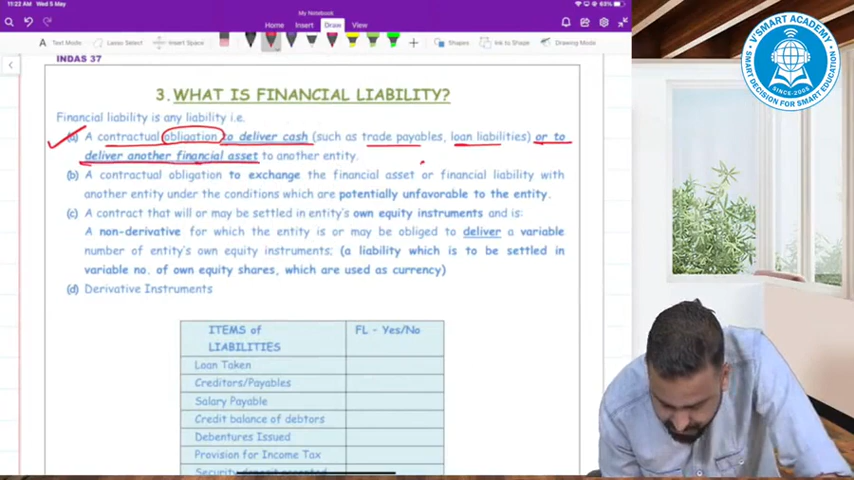 11:22 AM Wed 5 May
63%
My Notebook
Home Insert Draw View
Text Mode Lasso Select Insert Space Shapes Ink to Shape Drawing Mode
INDAS 37
3. WHAT IS FINANCIAL LIABILITY?
Financial liability is any liability i.e.
(a) A contractual obligation to deliver cash (such as trade payables, loan liabilities) or to
deliver another financial asset to another entity.
(b) A contractual obligation to exchange the financial asset or financial liability with
another entity under the conditions which are potentially unfavorable to the entity.
(c) A contract that will or may be settled in entity's own equity instruments and is:
A non-derivative for which the entity is or may be obliged to deliver a variable
number of entity's own equity instruments; (a liability which is to be settled in
variable no. of own equity shares, which are used as currency)
(d) Derivative Instruments
ITEMS of FL - Yes/No
LIABILITIES
Loan Taken
Creditors/Payables
Salary Payable
Credit balance of debtors
Debentures Issued
Provision for Income Tax
Security deposit accepted
V'SMART ACADEMY
SINCE-2005
SMART DECISION FOR SMART EDUCATION